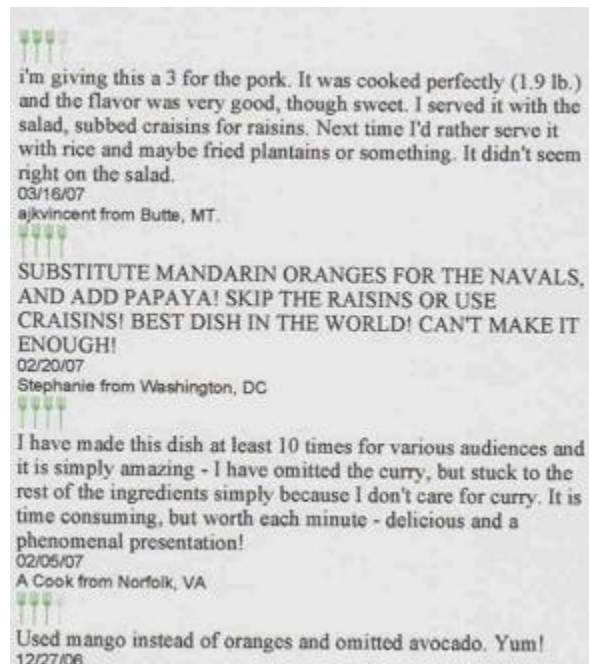 i'm giving this a 3 for the pork. It was cooked perfectly (1.9 lb.)
and the flavor was very good, though sweet. I served it with the
salad, subbed craisins for raisins. Next time I'd rather serve it
with rice and maybe fried plantains or something. It didn't seem
right on the salad.
03/16/07
ajkvincent from Butte, MT.
SUBSTITUTE MANDARIN ORANGES FOR THE NAVALS,
AND ADD PAPAYA! SKIP THE RAISINS OR USE
CRAISINS! BEST DISH IN THE WORLD! CAN'T MAKE IT
ENOUGH!
02/20/07
Stephanie from Washington, DC
I have made this dish at least 10 times for various audiences and
it is simply amazing - I have omitted the curry, but stuck to the
rest of the ingredients simply because I don't care for curry. It is
time consuming, but worth each minute - delicious and a
phenomenal presentation!
02/05/07
A Cook from Norfolk, VA
Used mango instead of oranges and omitted avocado. Yum!
12/27/06